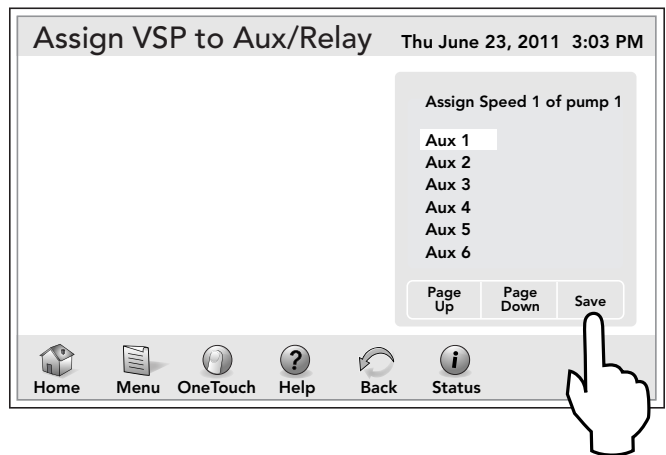 Assign VSP to Aux/Relay Thu June 23, 2011 3:03 PM
Assign Speed 1 of pump 1
Aux 1
Aux 2
Aux 3
Aux 4
Aux 5
Aux 6
Page Up Page Down Save
Home Menu OneTouch Help Back Status